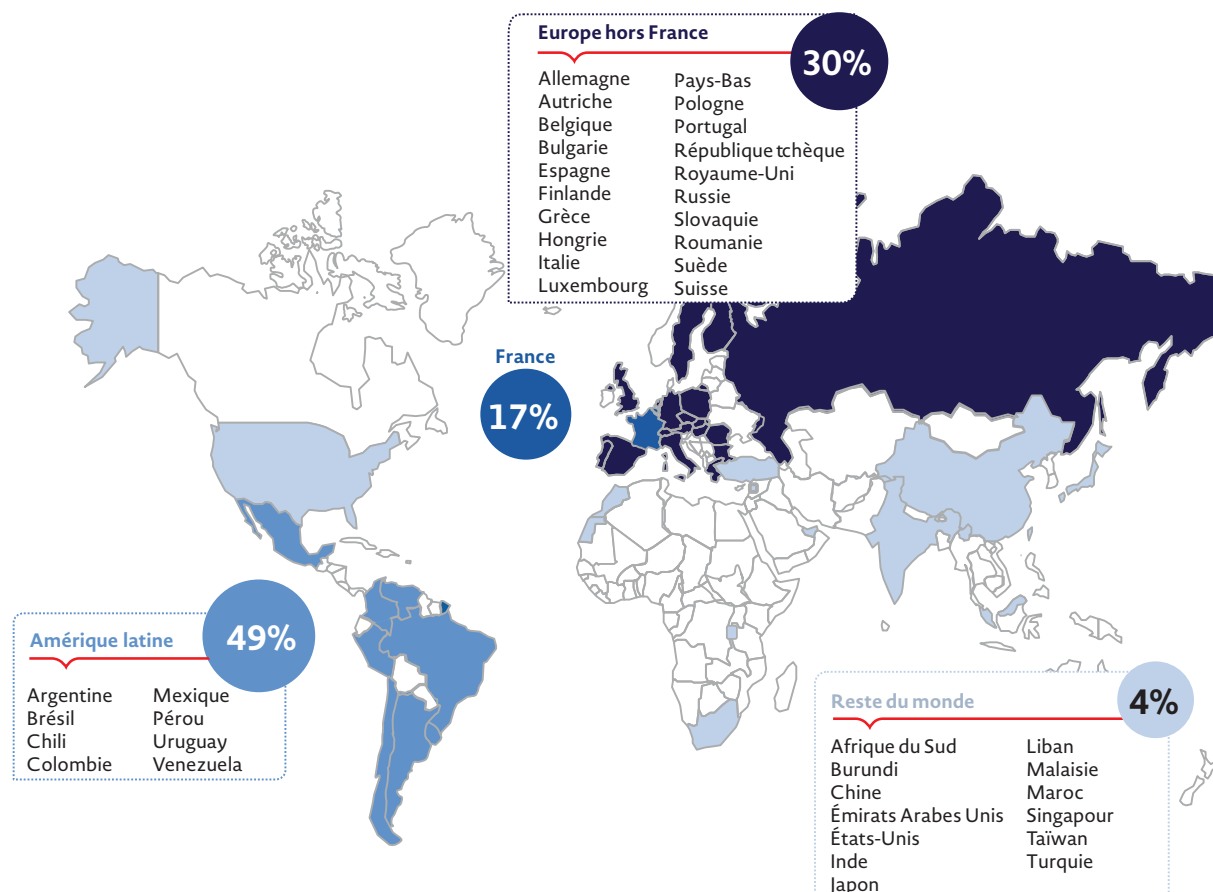 Europe hors France
30%
Allemagne
Autriche
Belgique
Bulgarie
Espagne
Finlande
Grèce
Hongrie
Italie
Luxembourg
Pays-Bas
Pologne
Portugal
République tchèque
Royaume-Uni
Russie
Slovaquie
Roumanie
Suède
Suisse
France
17%
Amérique latine
49%
Argentine
Brésil
Chili
Colombie
Mexique
Pérou
Uruguay
Venezuela
Reste du monde
4%
Afrique du Sud
Burundi
Chine
Émirats Arabes Unis
États-Unis
Inde
Japon
Liban
Malaisie
Maroc
Singapour
Taïwan
Turquie